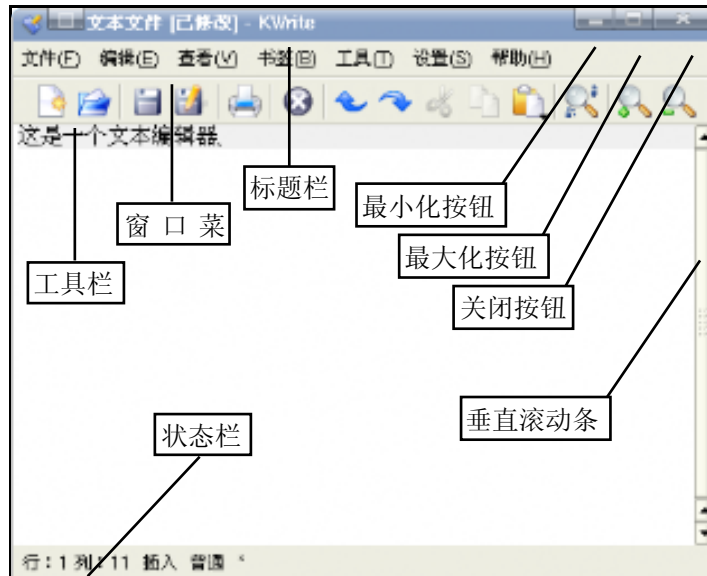 文本文件 [已修改] - KWrite
文件(F) 编辑(E) 查看(V) 书签(B) 工具(T) 设置(S) 帮助(H)
这是一个文本编辑器。
标题栏
最小化按钮
窗 口 菜
最大化按钮
工具栏
关闭按钮
垂直滚动条
状态栏
行:1 列:11 插入 普通